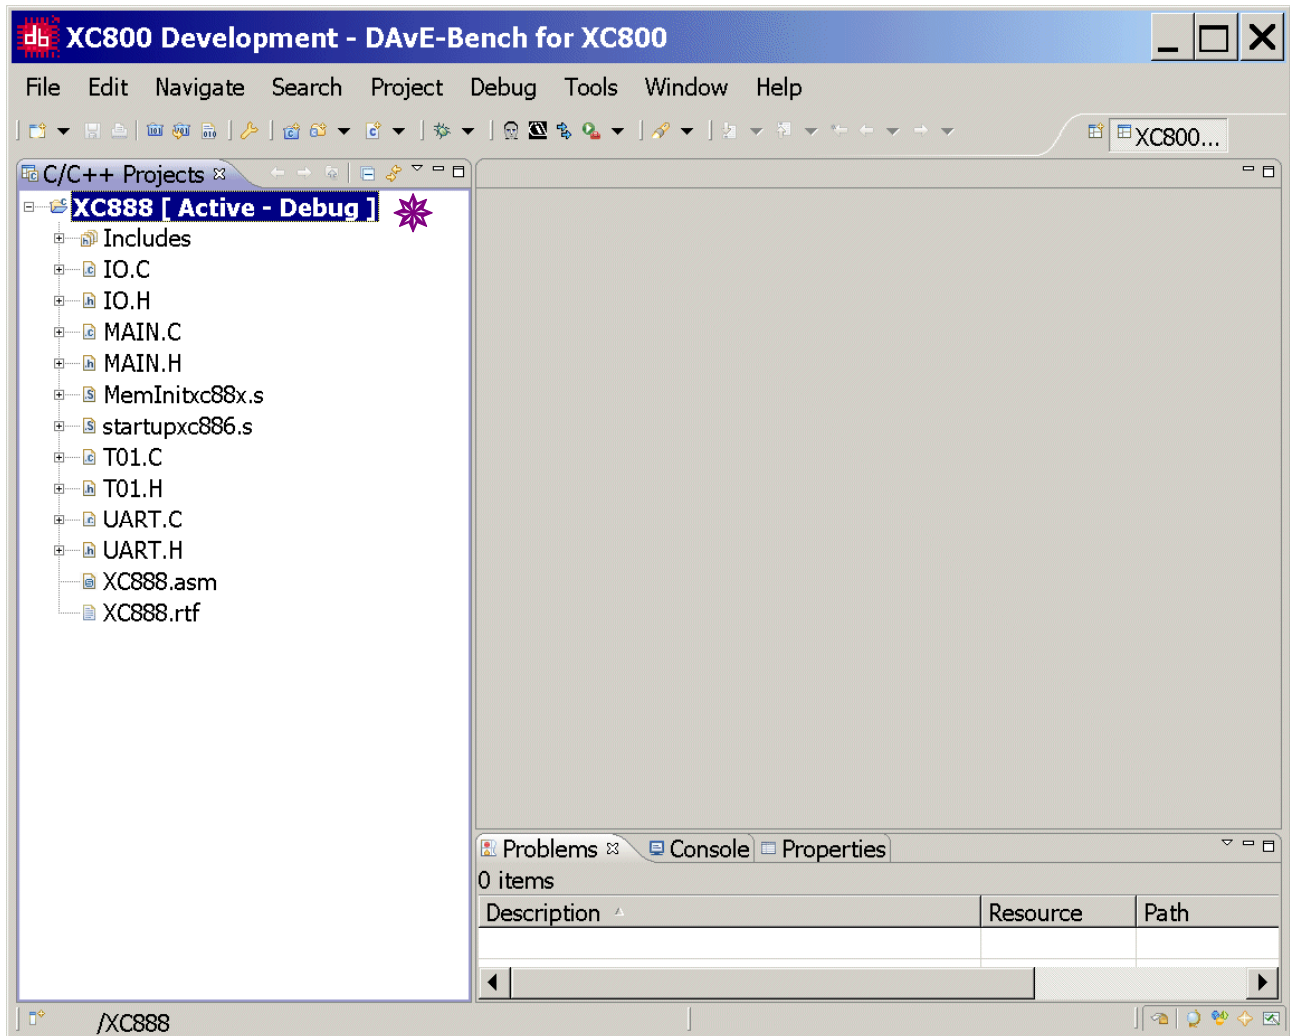 db XC800 Development - DAvE-Bench for XC800
File Edit Navigate Search Project Debug Tools Window Help
XC800...
C/C++ Projects
XC888 [ Active - Debug ]
Includes
IO.C
IO.H
MAIN.C
MAIN.H
MemInitxc88x.s
startupxc886.s
T01.C
T01.H
UART.C
UART.H
XC888.asm
XC888.rtf
Problems Console Properties
0 items
Description Resource Path
/XC888